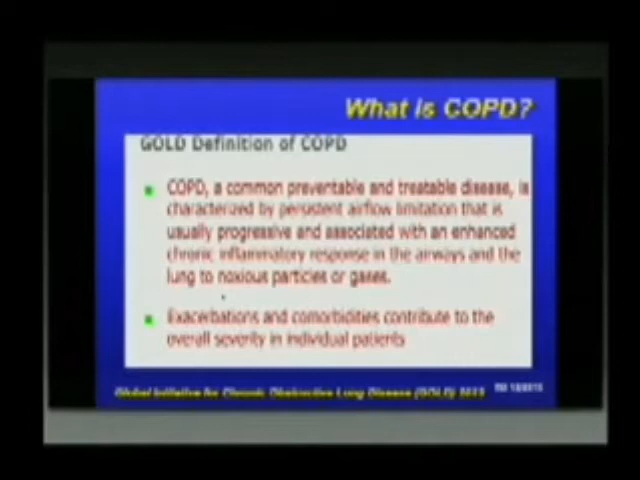 What is COPD?
GOLD Definition of COPD
COPD, a common preventable and treatable disease, is
characterized by persistent airflow limitation that is
usually progressive and associated with an enhanced
chronic inflammatory response in the airways and the
lung to noxious particles or gases.
Exacerbations and comorbidities contribute to the
overall severity in individual patients
Global Initiative for Chronic Obstructive Lung Disease (GOLD)